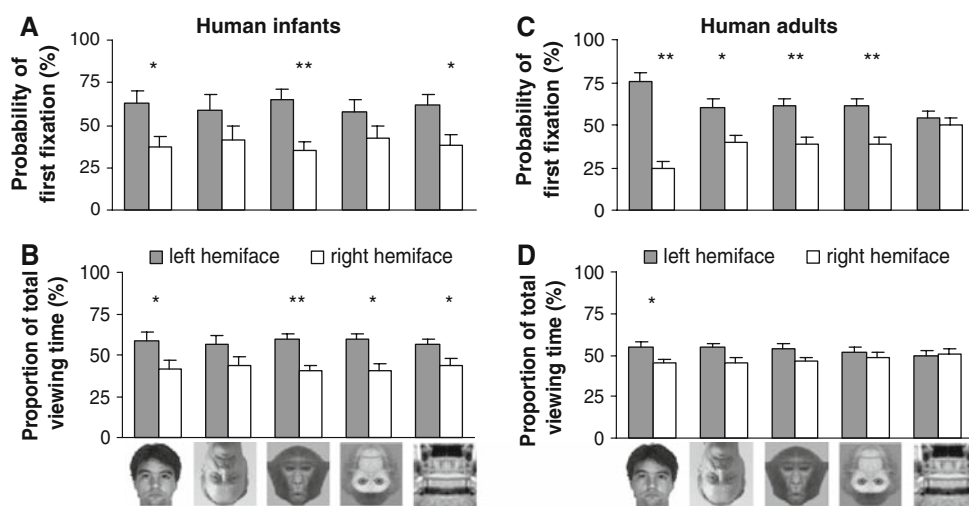 A Human infants
Probability of first fixation (%)
100
75
50
25
0
* ** *
B left hemiface right hemiface
Proportion of total viewing time (%)
100
75
50
25
0
* ** * *
C Human adults
Probability of first fixation (%)
100
75
50
25
0
** * ** **
D left hemiface right hemiface
Proportion of total viewing time (%)
100
75
50
25
0
*